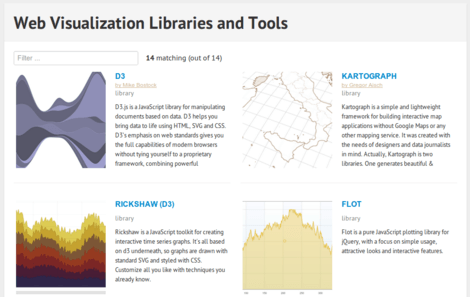 Web Visualization Libraries and Tools
Filter ...
14 matching (out of 14)
D3
by Mike Bostock
library
D3.js is a JavaScript library for manipulating
documents based on data. D3 helps you
bring data to life using HTML, SVG and CSS.
D3's emphasis on web standards gives you
the full capabilities of modern browsers
without tying yourself to a proprietary
framework, combining powerful
KARTOGRAPH
by Gregor Aisch
library
Kartograph is a simple and lightweight
framework for building interactive map
applications without Google Maps or any
other mapping service. It was created with
the needs of designers and data journalists
in mind. Actually, Kartograph is two
libraries. One generates beautiful &
RICKSHAW (D3)
library
Rickshaw is a JavaScript toolkit for creating
interactive time series graphs. It's all based
on d3 underneath, so graphs are drawn with
standard SVG and styled with CSS.
Customize all you like with techniques you
already know.
FLOT
library
Flot is a pure JavaScript plotting library for
jQuery, with a focus on simple usage,
attractive looks and interactive features.